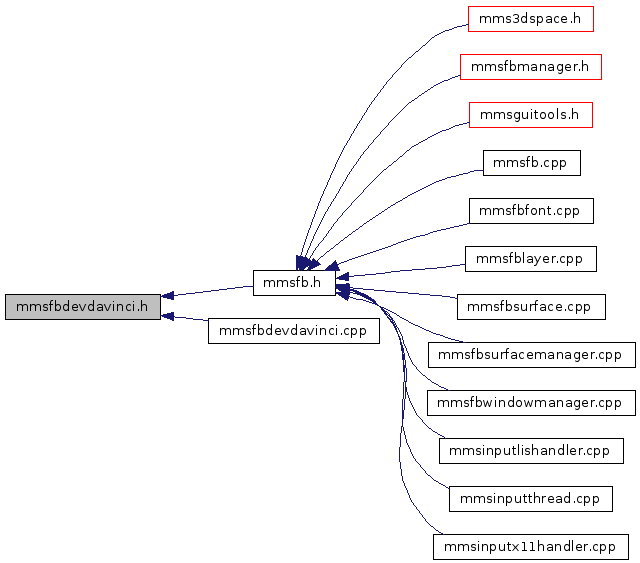 mms3dspace.h
mmsfbmanager.h
mmsguitools.h
mmsfb.cpp
mmsfbfont.cpp
mmsfblayer.cpp
mmsfb.h
mmsfbdevdavinci.h
mmsfbsurface.cpp
mmsfbdevdavinci.cpp
mmsfbsurfacemanager.cpp
mmsfbwindowmanager.cpp
mmsinputlishandler.cpp
mmsinputthread.cpp
mmsinputx11handler.cpp